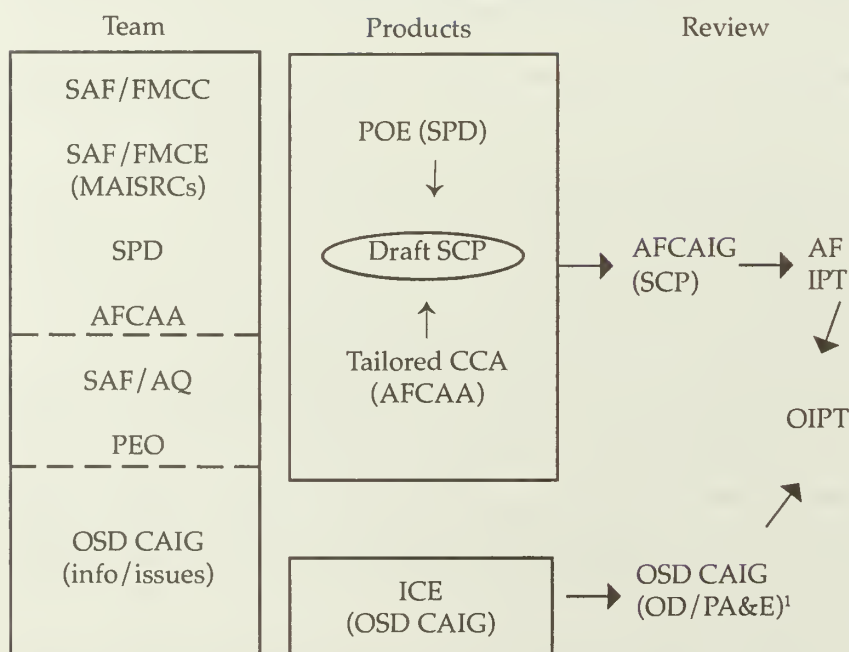 Team
Products
Review
SAF/FMCC
SAF/FMCE
(MAISRCs)
SPD
AFCAA
SAF/AQ
PEO
OSD CAIG
(info/issues)
POE (SPD)
Draft SCP
Tailored CCA
(AFCAA)
ICE
(OSD CAIG)
AFCAIG
(SCP)
AF
IPT
OIPT
OSD CAIG
(OD/PA&E)¹